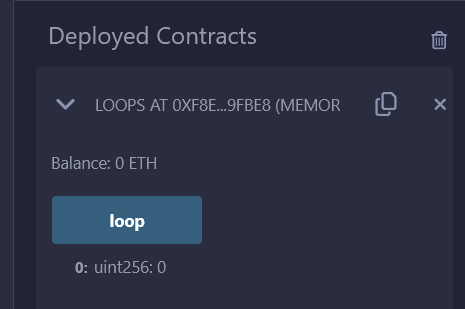 Deployed Contracts
LOOPS AT 0XF8E...9FBE8 (MEMOR
Balance: 0 ETH
loop
0: uint256: 0